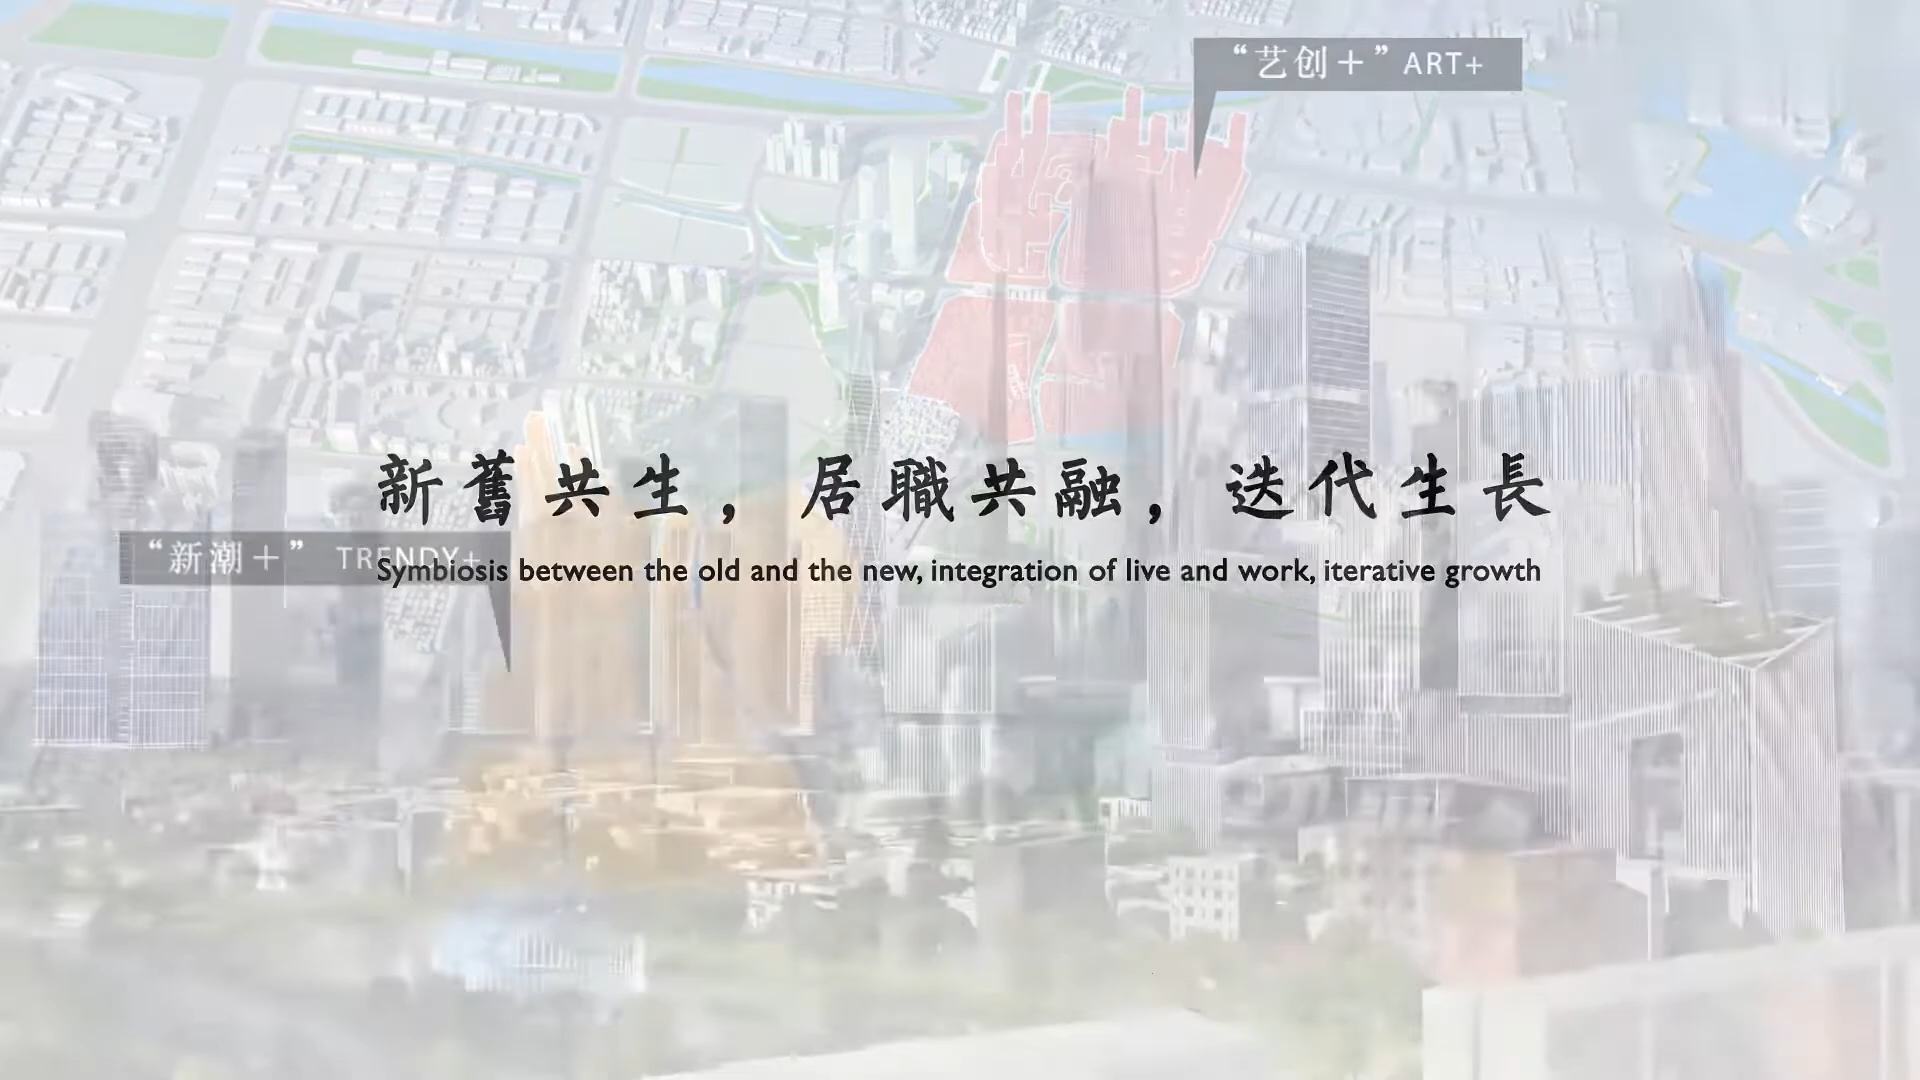 “艺创＋”ART+
新舊共生，居職共融，迭代生長
“新潮＋” TRENDY+
Symbiosis between the old and the new, integration of live and work, iterative growth